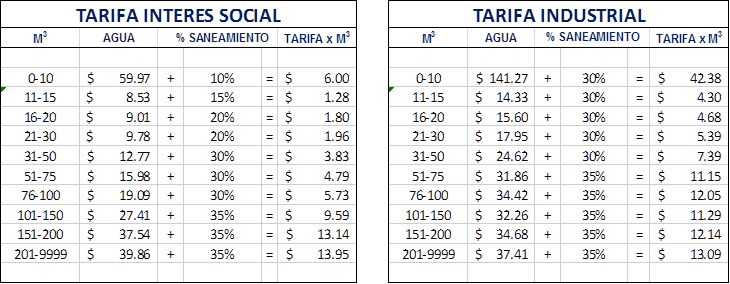 TARIFA INTERES SOCIAL
M³ AGUA % SANEAMIENTO TARIFA x M³
0-10 $ 59.97 + 10% = $ 6.00
11-15 $ 8.53 + 15% = $ 1.28
16-20 $ 9.01 + 20% = $ 1.80
21-30 $ 9.78 + 20% = $ 1.96
31-50 $ 12.77 + 30% = $ 3.83
51-75 $ 15.98 + 30% = $ 4.79
76-100 $ 19.09 + 30% = $ 5.73
101-150 $ 27.41 + 35% = $ 9.59
151-200 $ 37.54 + 35% = $ 13.14
201-9999 $ 39.86 + 35% = $ 13.95
TARIFA INDUSTRIAL
M³ AGUA % SANEAMIENTO TARIFA x M³
0-10 $ 141.27 + 30% = $ 42.38
11-15 $ 14.33 + 30% = $ 4.30
16-20 $ 15.60 + 30% = $ 4.68
21-30 $ 17.95 + 30% = $ 5.39
31-50 $ 24.62 + 30% = $ 7.39
51-75 $ 31.86 + 35% = $ 11.15
76-100 $ 34.42 + 35% = $ 12.05
101-150 $ 32.26 + 35% = $ 11.29
151-200 $ 34.68 + 35% = $ 12.14
201-9999 $ 37.41 + 35% = $ 13.09